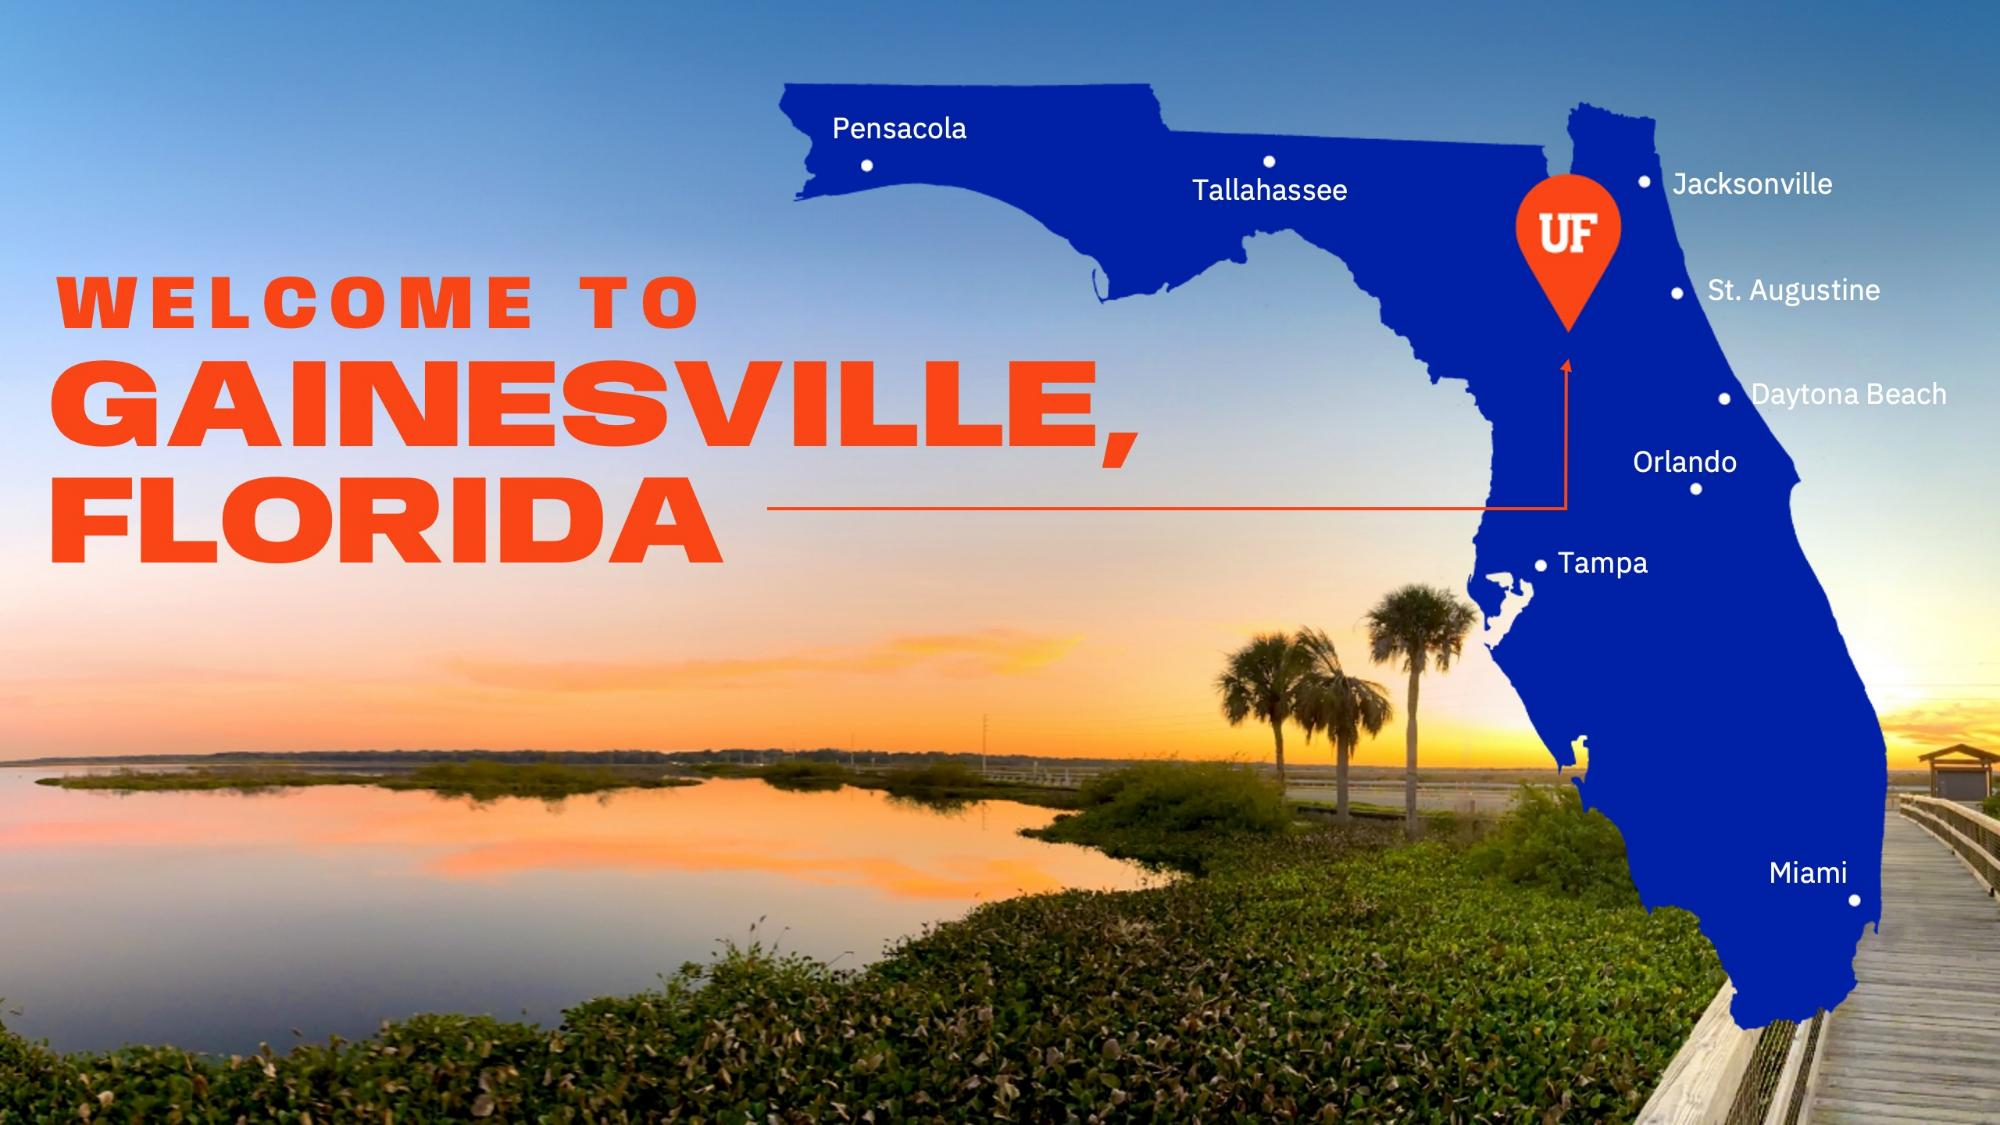 WELCOME TO
GAINESVILLE,
FLORIDA
Pensacola
Tallahassee
Jacksonville
UF
St. Augustine
Daytona Beach
Orlando
Tampa
Miami